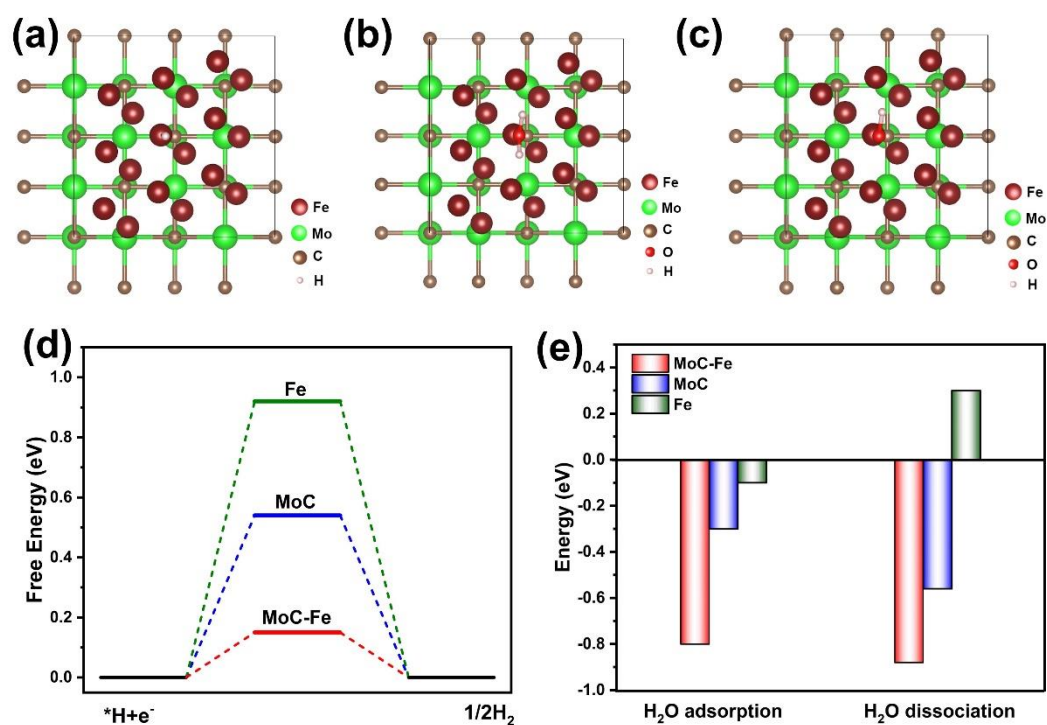 (a)
Fe
Mo
C
H
(b)
Fe
Mo
C
O
H
(c)
Fe
Mo
C
O
H
(d)
Free Energy (eV)
1.0
0.8
0.6
0.4
0.2
0.0
Fe
MoC
MoC-Fe
*H+e⁻
1/2H₂
(e)
MoC-Fe
MoC
Fe
Energy (eV)
0.4
0.2
0.0
-0.2
-0.4
-0.6
-0.8
-1.0
H₂O adsorption
H₂O dissociation